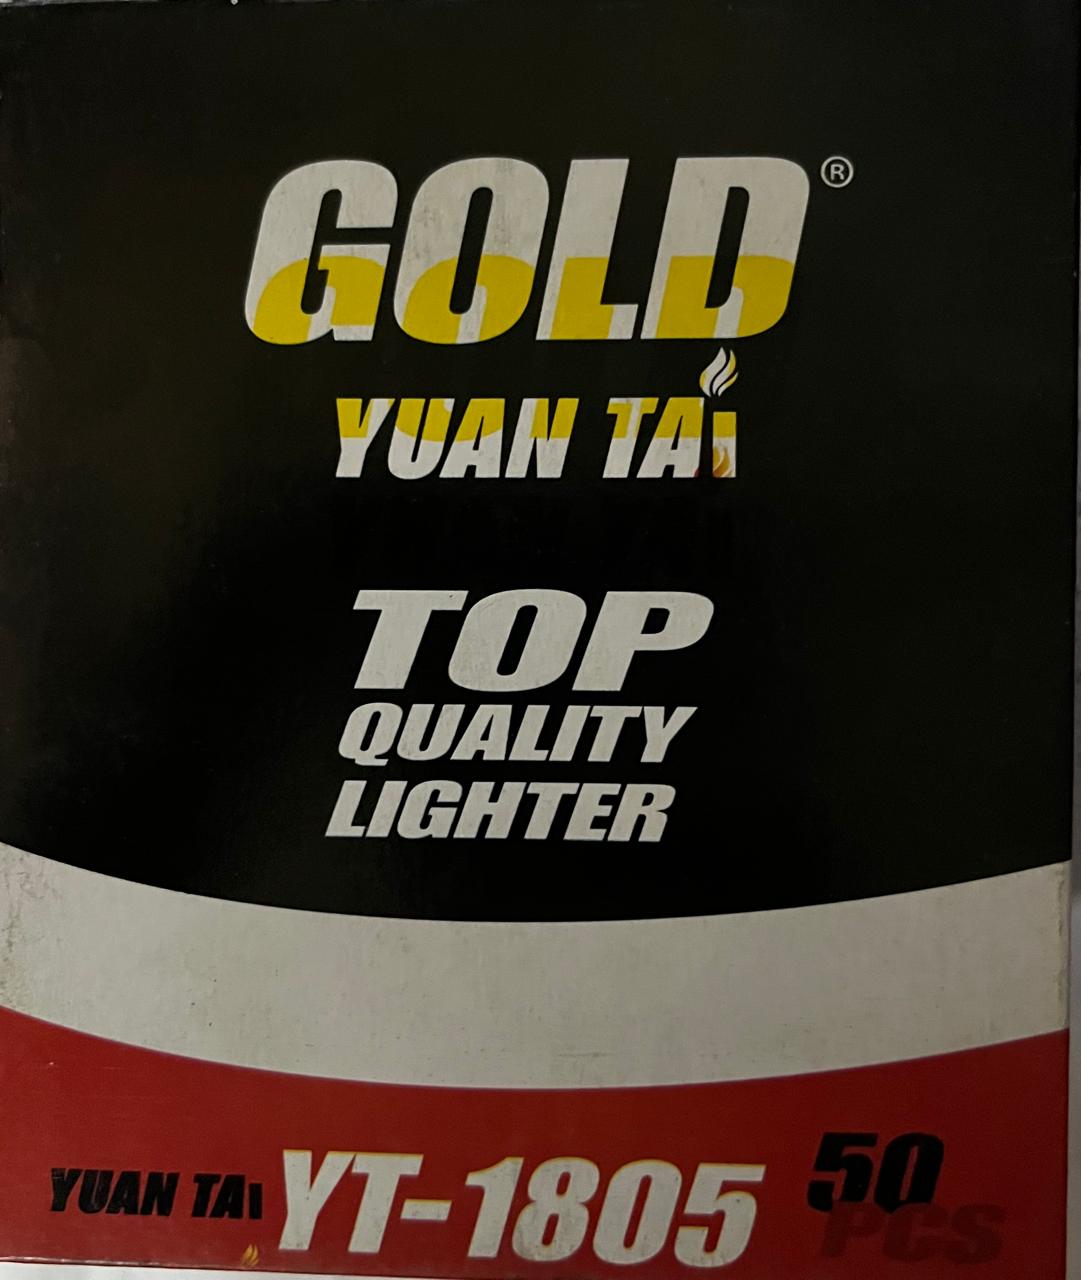 GOLD®
YUAN TAi
TOP
QUALITY
LIGHTER
YUAN TAi YT-1805 50
PCS